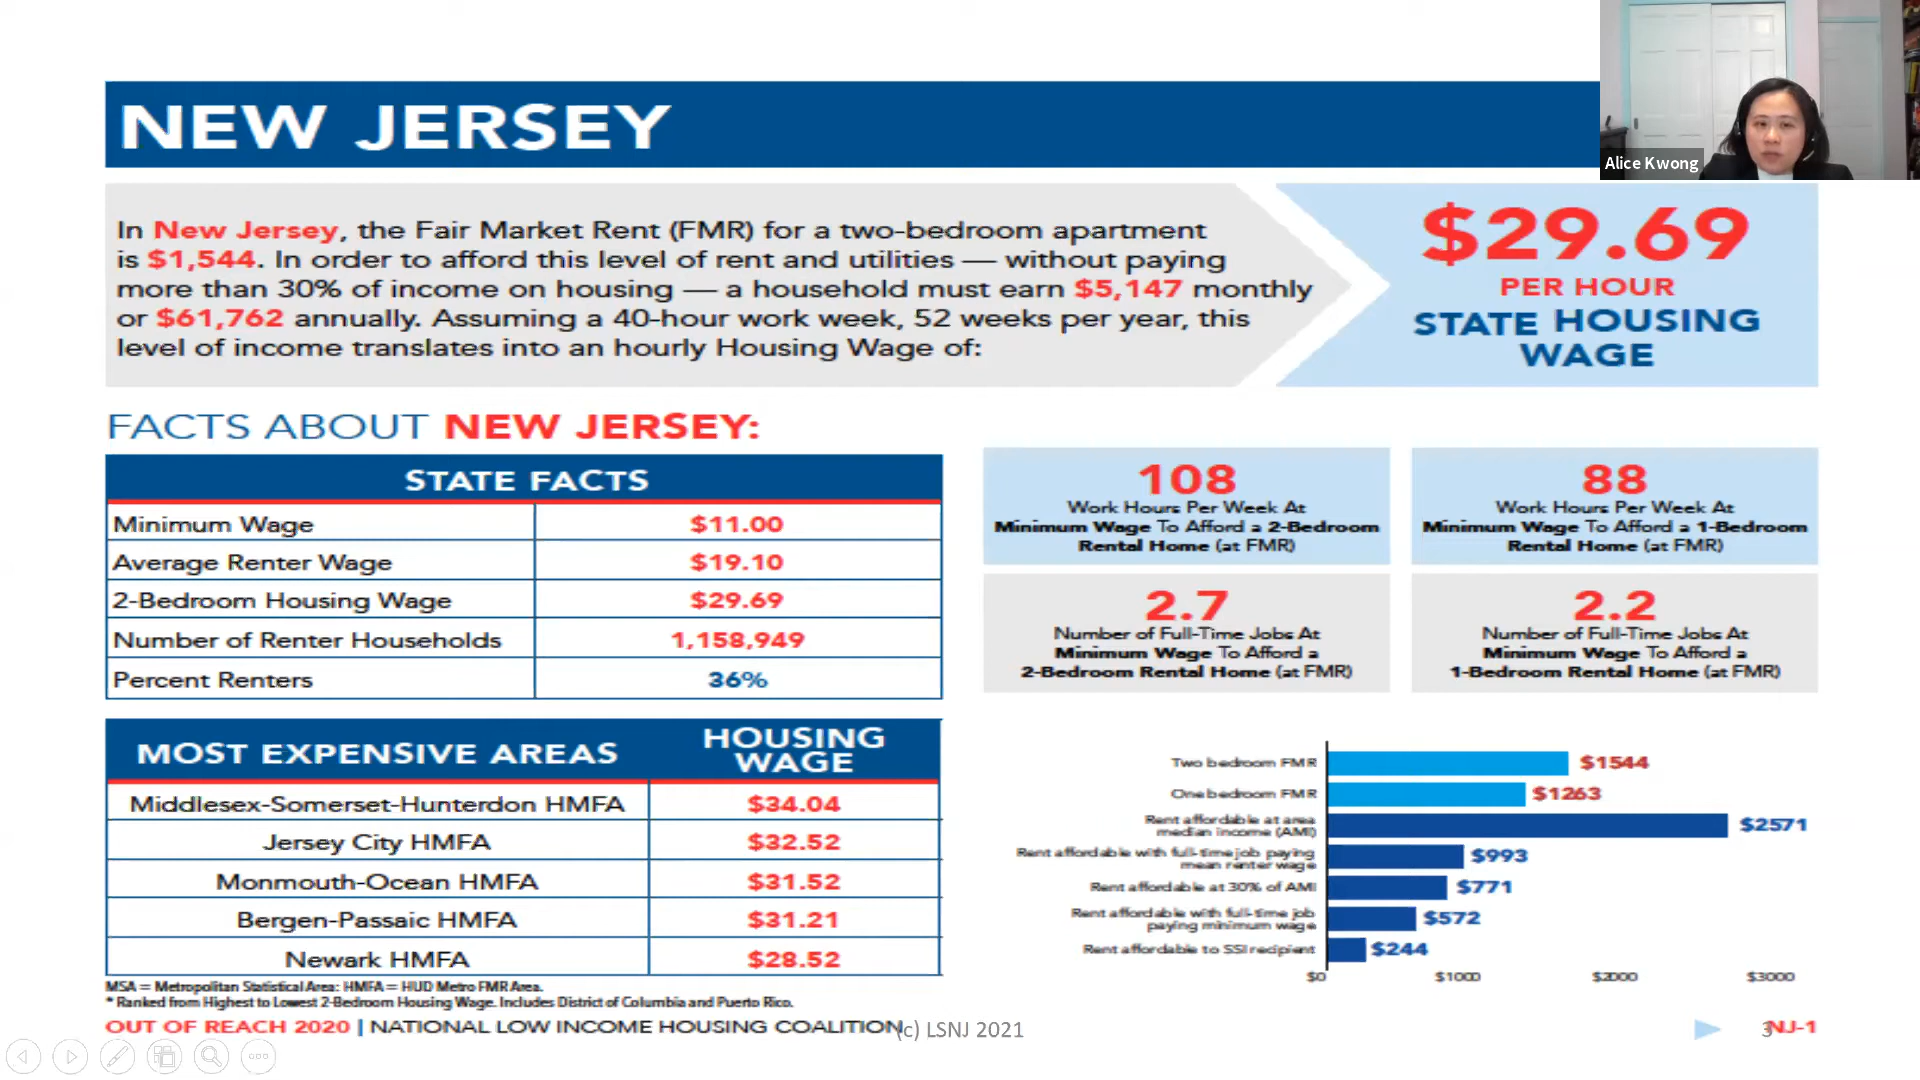 NEW JERSEY
Alice Kwong
In New Jersey, the Fair Market Rent (FMR) for a two-bedroom apartment
is $1,544. In order to afford this level of rent and utilities — without paying
more than 30% of income on housing — a household must earn $5,147 monthly
or $61,762 annually. Assuming a 40-hour work week, 52 weeks per year, this
level of income translates into an hourly Housing Wage of:
$29.69
PER HOUR
STATE HOUSING
WAGE
FACTS ABOUT NEW JERSEY:
STATE FACTS
Minimum Wage $11.00
Average Renter Wage $19.10
2-Bedroom Housing Wage $29.69
Number of Renter Households 1,158,949
Percent Renters 36%
108
Work Hours Per Week At
Minimum Wage To Afford a 2-Bedroom
Rental Home (at FMR)
88
Work Hours Per Week At
Minimum Wage To Afford a 1-Bedroom
Rental Home (at FMR)
2.7
Number of Full-Time Jobs At
Minimum Wage To Afford a
2-Bedroom Rental Home (at FMR)
2.2
Number of Full-Time Jobs At
Minimum Wage To Afford a
1-Bedroom Rental Home (at FMR)
MOST EXPENSIVE AREAS
HOUSING
WAGE
Middlesex-Somerset-Hunterdon HMFA $34.04
Jersey City HMFA $32.52
Monmouth-Ocean HMFA $31.52
Bergen-Passaic HMFA $31.21
Newark HMFA $28.52
Two bedroom FMR $1544
One bedroom FMR $1263
Rent affordable at area
median income (AMI) $2571
Rent affordable with full-time job paying
mean renter wage $993
Rent affordable at 30% of AMI $771
Rent affordable with full-time job
paying minimum wage $572
Rent affordable to SSI recipient $244
$0 $1000 $2000 $3000
MSA = Metropolitan Statistical Area: HMFA = HUD Metro FMR Area.
* Ranked from Highest to Lowest 2-Bedroom Housing Wage. Includes District of Columbia and Puerto Rico.
OUT OF REACH 2020 | NATIONAL LOW INCOME HOUSING COALITION
(c) LSNJ 2021
3
NJ-1